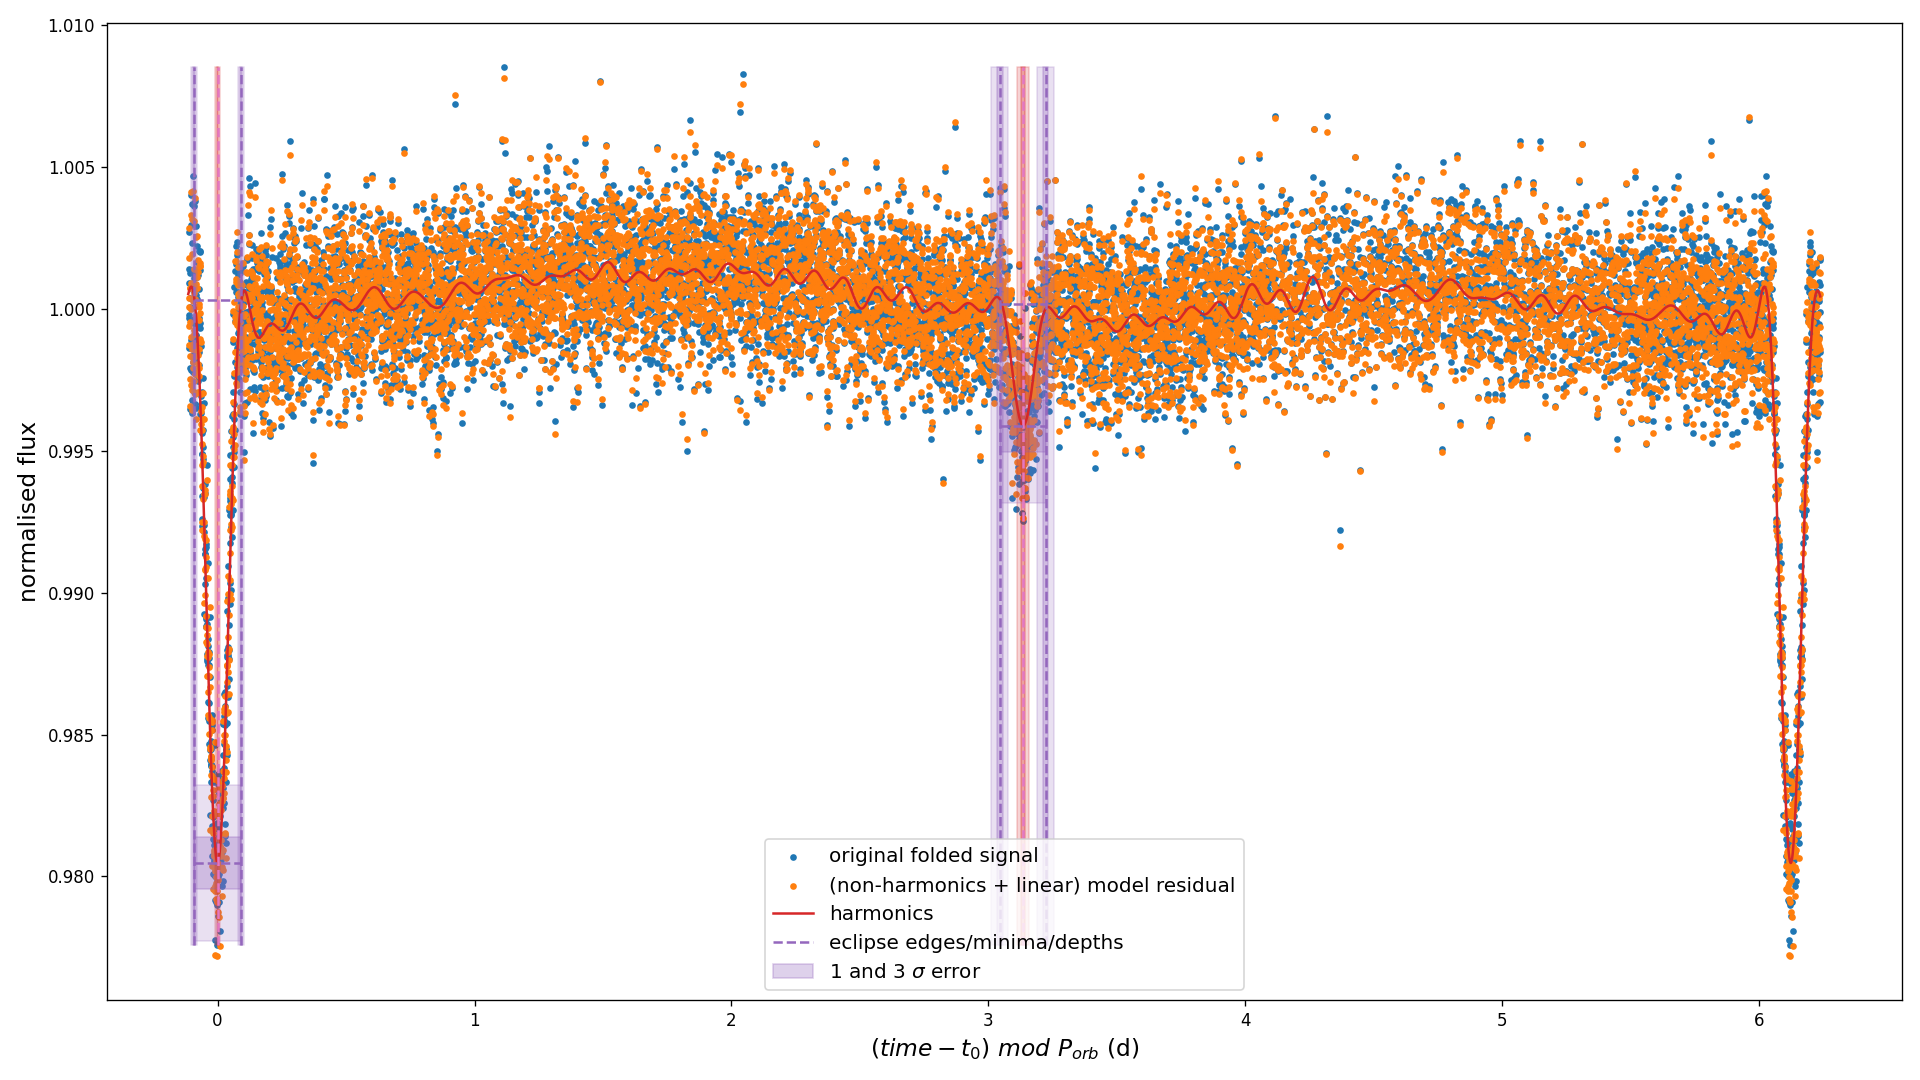 1.010
1.005
1.000
0.995
0.990
0.985
0.980
normalised flux
original folded signal
(non-harmonics + linear) model residual
harmonics
eclipse edges/minima/depths
1 and 3 σ error
0 1 2 3 4 5 6
(time − t₀) mod Pₒᵣb (d)